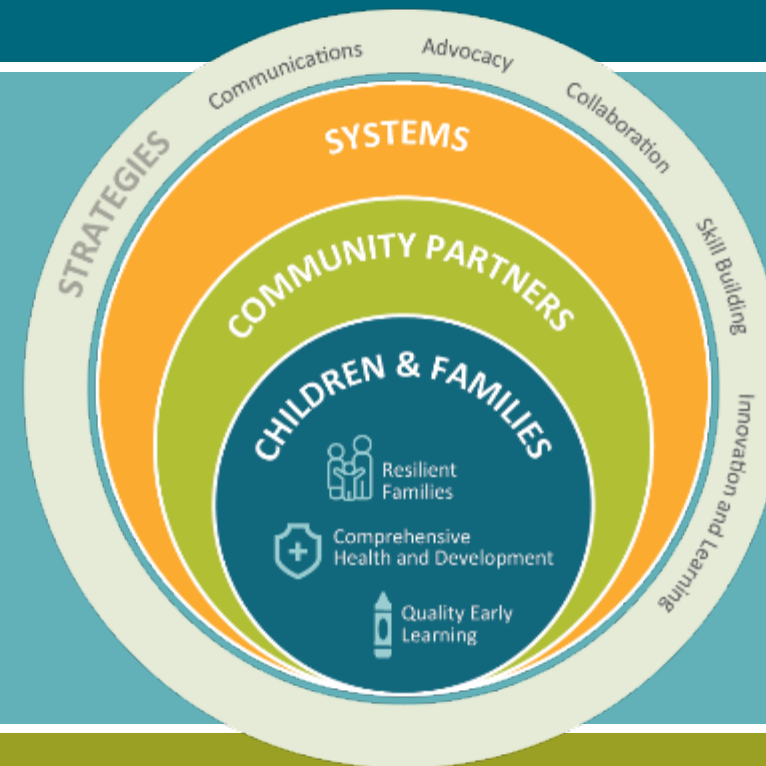 STRATEGIES
Communications
Advocacy
Collaboration
Skill Building
Innovation and Learning
SYSTEMS
COMMUNITY PARTNERS
CHILDREN & FAMILIES
Resilient
Families
Comprehensive
Health and Development
Quality Early
Learning